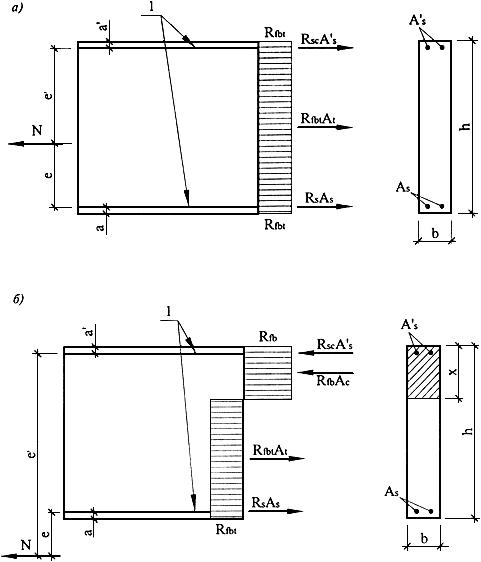 а)
1
a'
Rfbt
RscA's
A's
e'
N
RfbtAt
h
e
As
RsAs
a
Rfbt
b
б)
1
a'
Rfb
RscA's
A's
RfbAc
x
e'
h
RfbtAt
As
RsAs
e
a
N
Rfbt
b